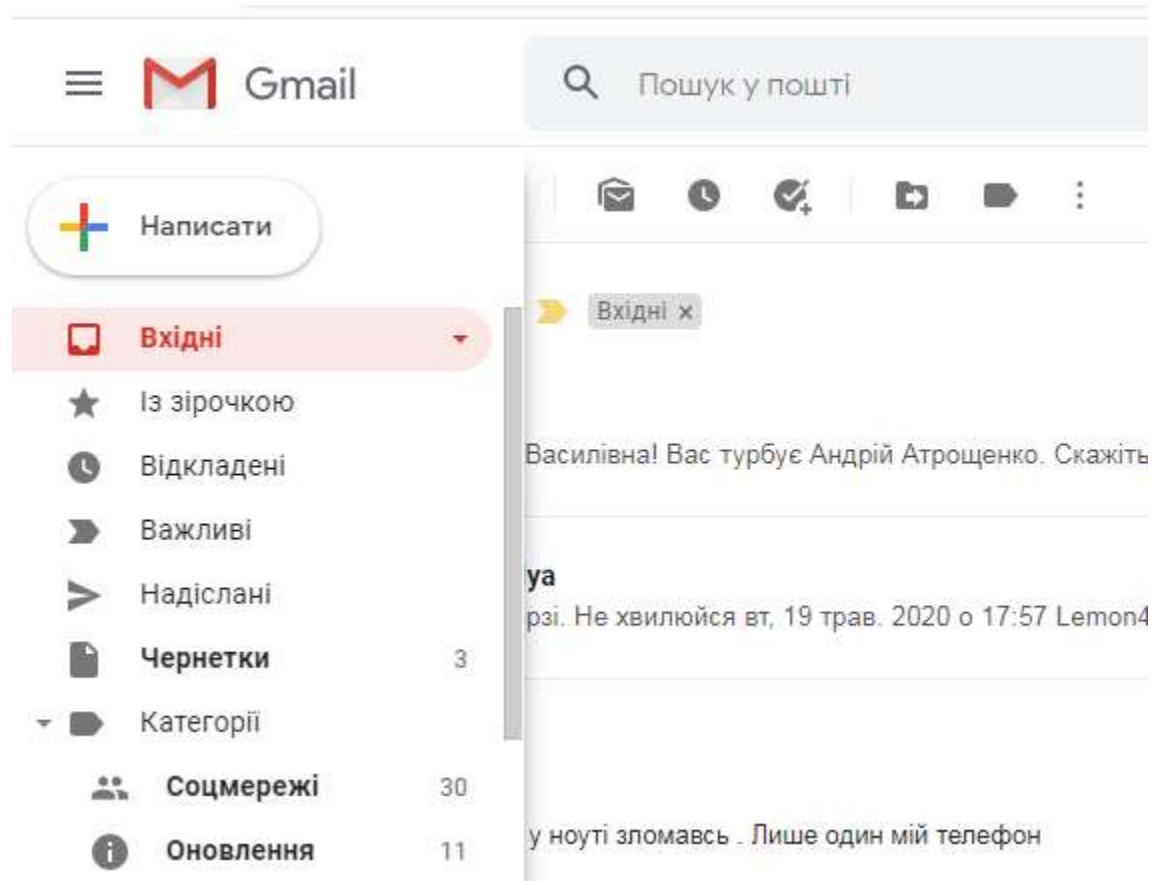 Gmail
Пошук у пошті
Написати
Вхідні
Із зірочкою
Відкладені
Важливі
Надіслані
Чернетки 3
Категорії
Соцмережі 30
Оновлення 11
Вхідні ×
Василівна! Вас турбує Андрій Атрощенко. Скажіть
ya
рзі. Не хвилюйся вт, 19 трав. 2020 о 17:57 Lemon4
у ноуті зломавсь . Лише один мій телефон